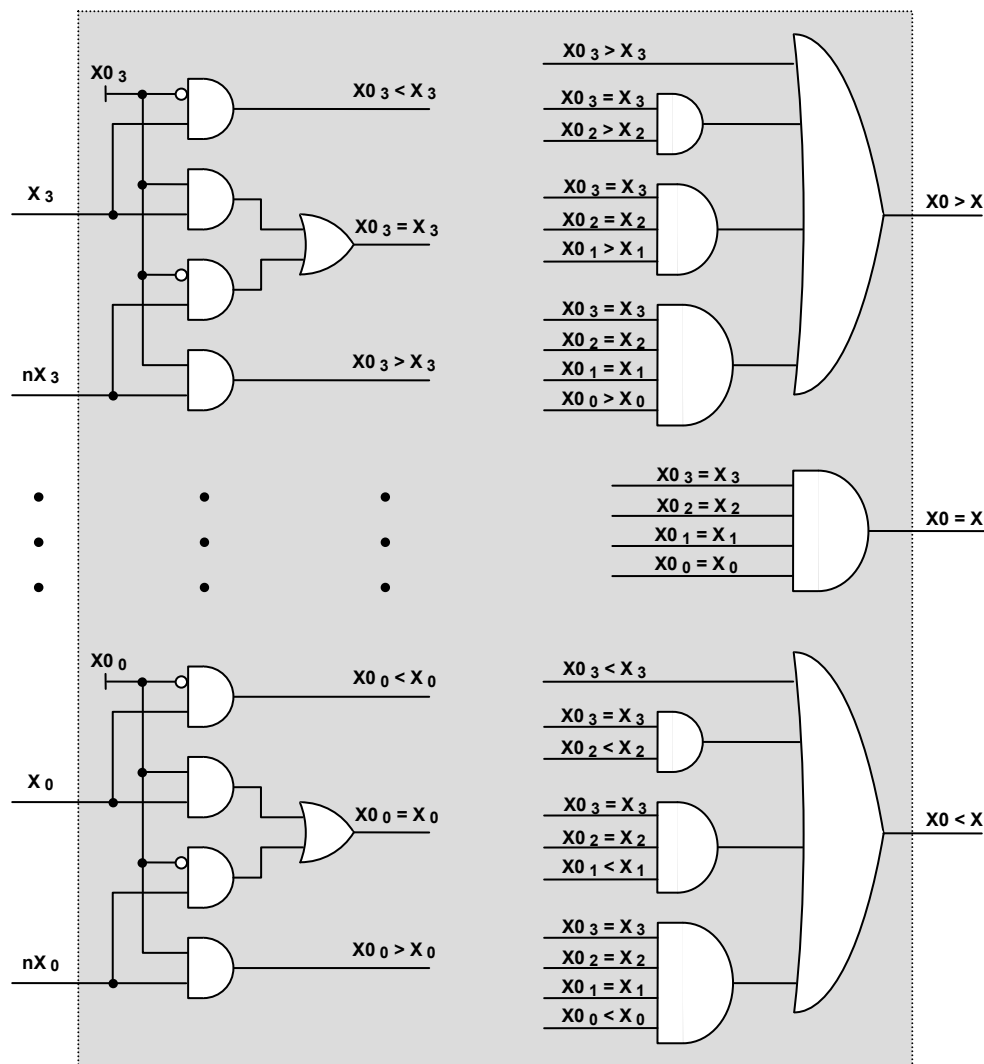 X0 3
X0 3 < X 3
X 3
X0 3 = X 3
nX 3
X0 3 > X 3
X0 3 > X 3
X0 3 = X 3
X0 2 > X 2
X0 3 = X 3
X0 2 = X 2
X0 1 > X 1
X0 3 = X 3
X0 2 = X 2
X0 1 = X 1
X0 0 > X 0
X0 > X
X0 3 = X 3
X0 2 = X 2
X0 1 = X 1
X0 0 = X 0
X0 = X
X0 0
X0 0 < X 0
X 0
X0 0 = X 0
nX 0
X0 0 > X 0
X0 3 < X 3
X0 3 = X 3
X0 2 < X 2
X0 3 = X 3
X0 2 = X 2
X0 1 < X 1
X0 3 = X 3
X0 2 = X 2
X0 1 = X 1
X0 0 < X 0
X0 < X